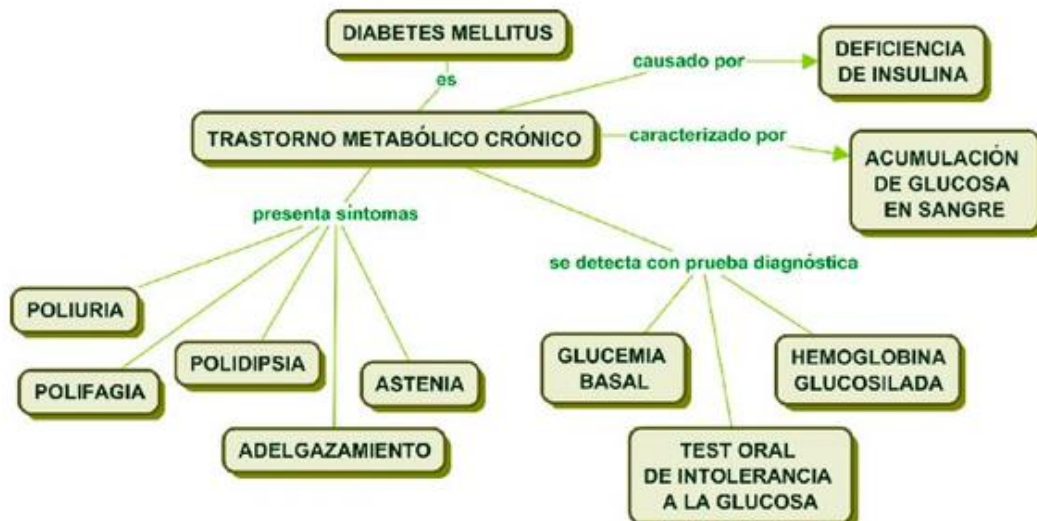 DIABETES MELLITUS
es
causado por
DEFICIENCIA
DE INSULINA
TRASTORNO METABÓLICO CRÓNICO
caracterizado por
ACUMULACIÓN
DE GLUCOSA
EN SANGRE
presenta síntomas
POLIURIA
POLIFAGIA
POLIDIPSIA
ADELGAZAMIENTO
ASTENIA
se detecta con prueba diagnóstica
GLUCEMIA
BASAL
TEST ORAL
DE INTOLERANCIA
A LA GLUCOSA
HEMOGLOBINA
GLUCOSILADA